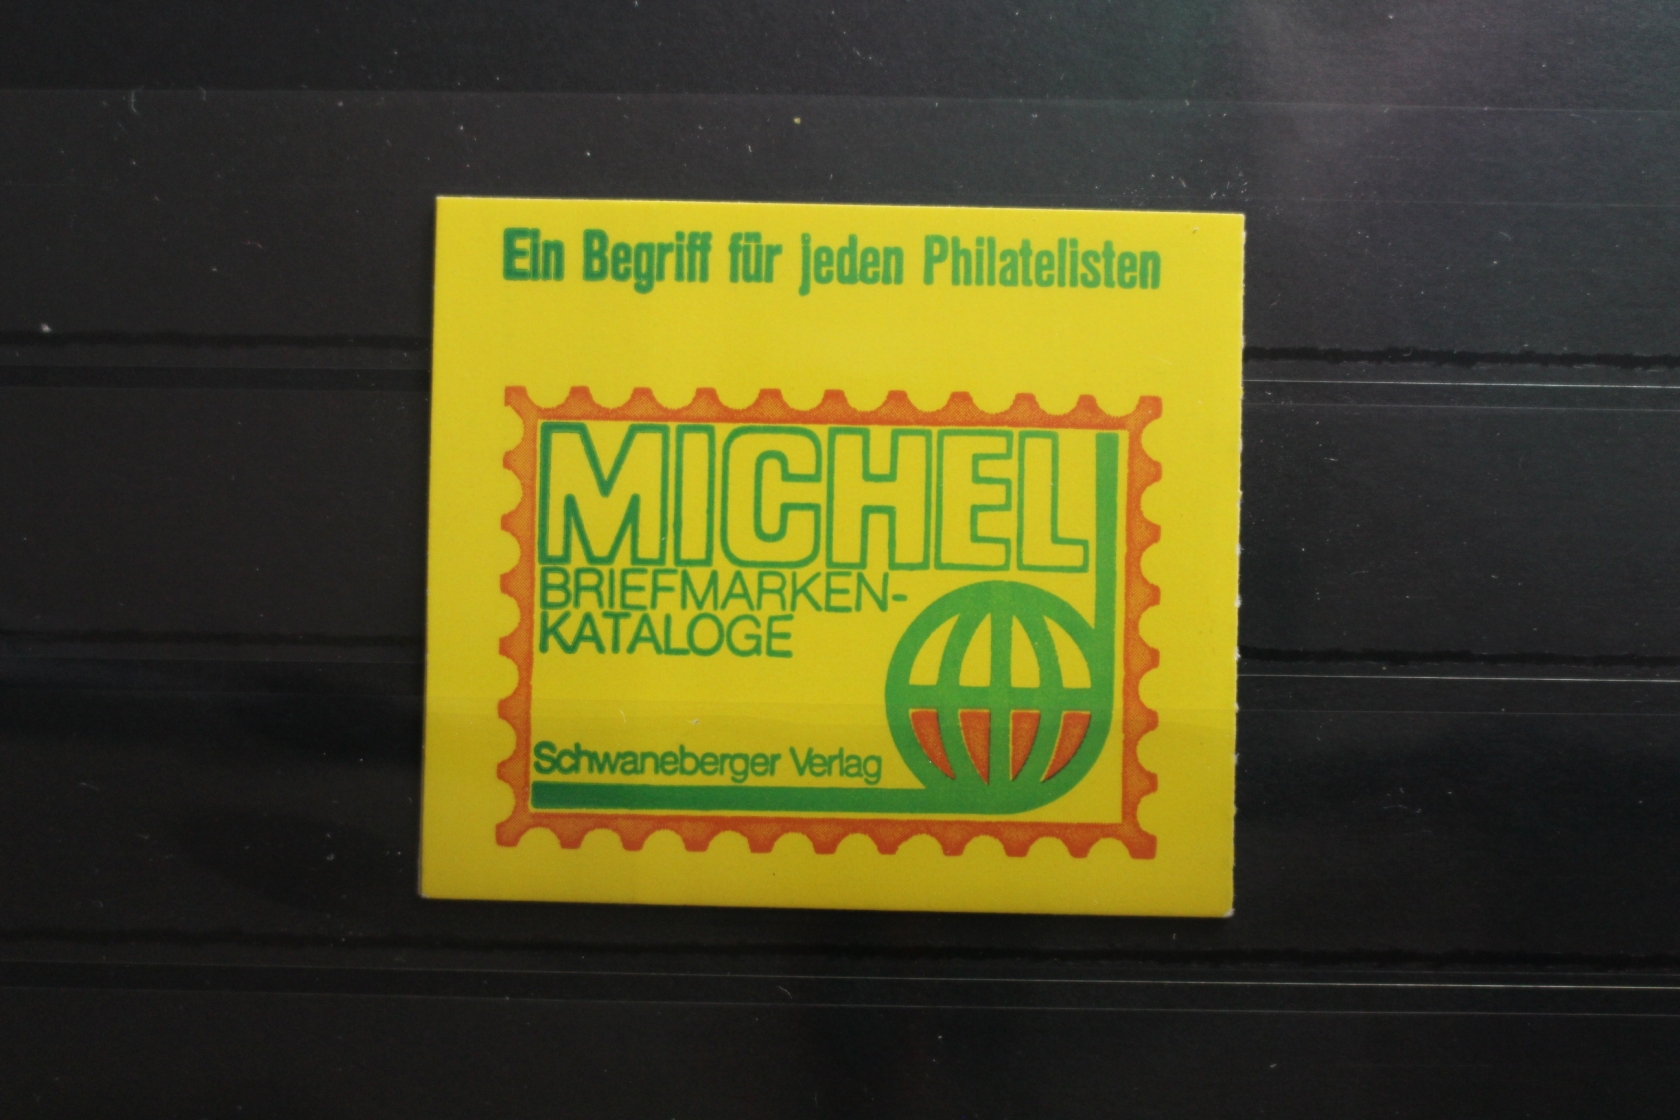 Ein Begriff für jeden Philatelisten
MICHEL
BRIEFMARKEN-
KATALOGE
Schwaneberger Verlag